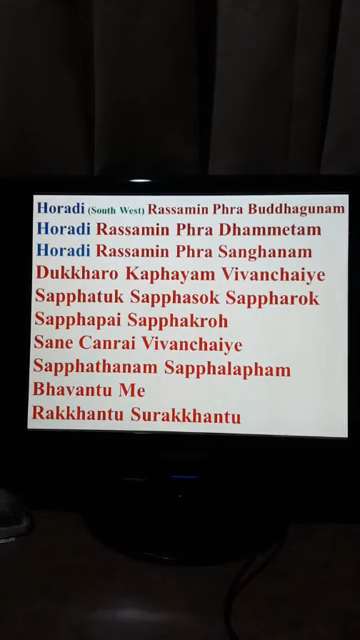 Horadi (South West) Rassamin Phra Buddhagunam
Horadi Rassamin Phra Dhammetam
Horadi Rassamin Phra Sanghanam
Dukkharo Kaphayam Vivanchaiye
Sapphatuk Sapphasok Sappharok
Sapphapai Sapphakroh
Sane Canrai Vivanchaiye
Sapphathanam Sapphalapham
Bhavantu Me
Rakkhantu Surakkhantu